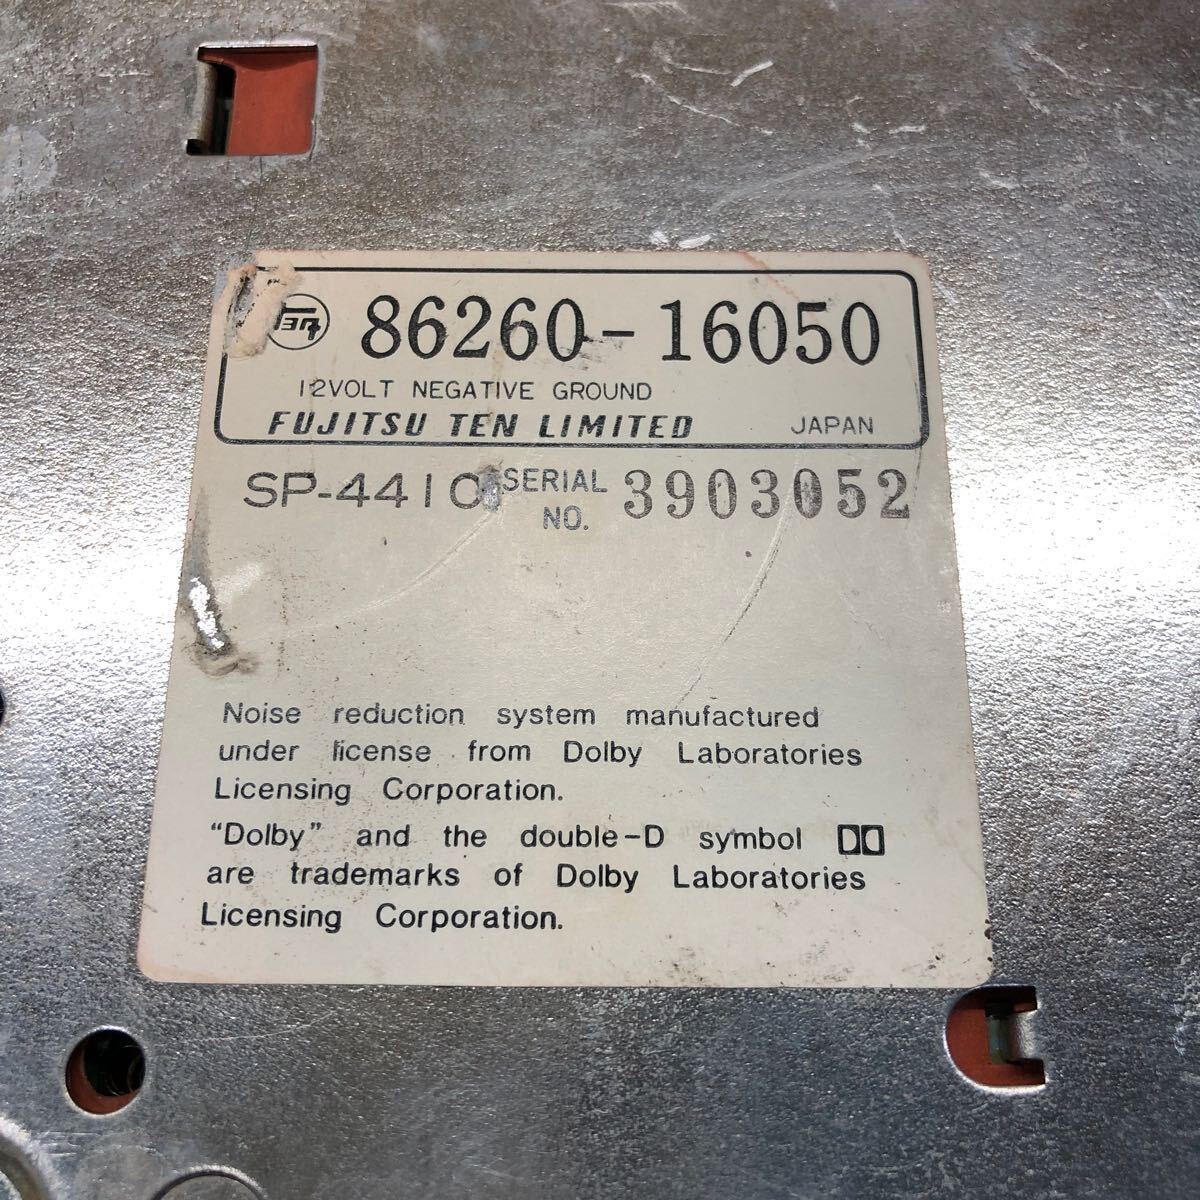 86260-16050
12VOLT NEGATIVE GROUND
FUJITSU TEN LIMITED JAPAN
SP-4410 SERIAL NO. 3903052
Noise reduction system manufactured
under license from Dolby Laboratories
Licensing Corporation.
"Dolby" and the double-D symbol
are trademarks of Dolby Laboratories
Licensing Corporation.